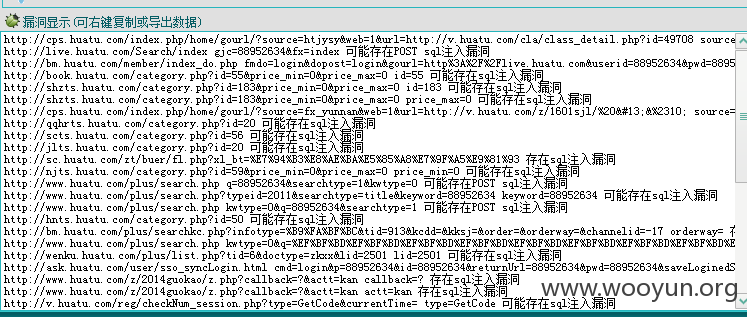 漏洞显示(可右键复制或导出数据)
http://cps.huatu.com/index.php/home/gourl/?source=htjysy&web=1&url=http://v.huatu.com/cla/class_detail.php?id=49708 source
http://live.huatu.com/Search/index gjc=88952634&fx=index 可能存在POST sql注入漏洞
http://bm.huatu.com/member/index_do.php fmdo=login&dopost=login&gourl=http%3A%2F%2Flive.huatu.com&userid=88952634&pwd=8895
http://book.huatu.com/category.php?id=55&price_min=0&price_max=0 id=55 可能存在sql注入漏洞
http://shzts.huatu.com/category.php?id=183&price_min=0&price_max=0 id=183 可能存在sql注入漏洞
http://shzts.huatu.com/category.php?id=183&price_min=0&price_max=0 price_max=0 可能存在sql注入漏洞
http://cps.huatu.com/index.php/home/gourl/?source=fx_yunnan&web=1&url=http://v.huatu.com/z/1601sjl/%20&#13;&%2310; source=
http://qqhrts.huatu.com/category.php?id=20 可能存在sql注入漏洞
http://scts.huatu.com/category.php?id=56 可能存在sql注入漏洞
http://jlts.huatu.com/category.php?id=20 可能存在sql注入漏洞
http://sc.huatu.com/zt/buer/fl.php?xl_bt=%E7%94%B3%E8%AE%BA%E5%85%A8%E7%9F%A5%E9%81%93 存在sql注入漏洞
http://njts.huatu.com/category.php?id=59&price_min=0&price_max=0 price_min=0 可能存在sql注入漏洞
http://www.huatu.com/plus/search.php q=88952634&searchtype=1&kwtype=0 可能存在POST sql注入漏洞
http://www.huatu.com/plus/search.php?typeid=2011&searchtype=title&keyword=88952634 keyword=88952634 可能存在sql注入漏洞
http://www.huatu.com/plus/search.php kwtype=0&q=88952634&searchtype=1 可能存在POST sql注入漏洞
http://hnts.huatu.com/category.php?id=50 可能存在sql注入漏洞
http://bm.huatu.com/plus/searchkc.php?infotype=%B9%FA%BF%BC&tid=913&kcdd=&kksj=&order=&orderway=&channelid=-17 orderway= 存
http://www.huatu.com/plus/search.php kwtype=0&q=%EF%BF%BD%EF%BF%BD%EF%BF%BD%EF%BF%BD%EF%BF%BD%EF%BF%BD%EF%BF%BD%EF%BF%BD%E
http://wenku.huatu.com/plus/list.php?tid=6&doctype=zkxx&lid=2501 lid=2501 可能存在sql注入漏洞
http://ask.huatu.com/user/sso_syncLogin.html cmd=login&p=88952634&id=88952634&returnUrl=88952634&pwd=88952634&saveLoginedS
http://www.huatu.com/z/2014guokao/z.php?callback=?&actt=kan callback=? 存在sql注入漏洞
http://www.huatu.com/z/2014guokao/z.php?callback=?&actt=kan actt=kan 存在sql注入漏洞
http://v.huatu.com/reg/checkNum_session.php?type=GetCode&currentTime= type=GetCode 可能存在sql注入漏洞
www.wooyun.org